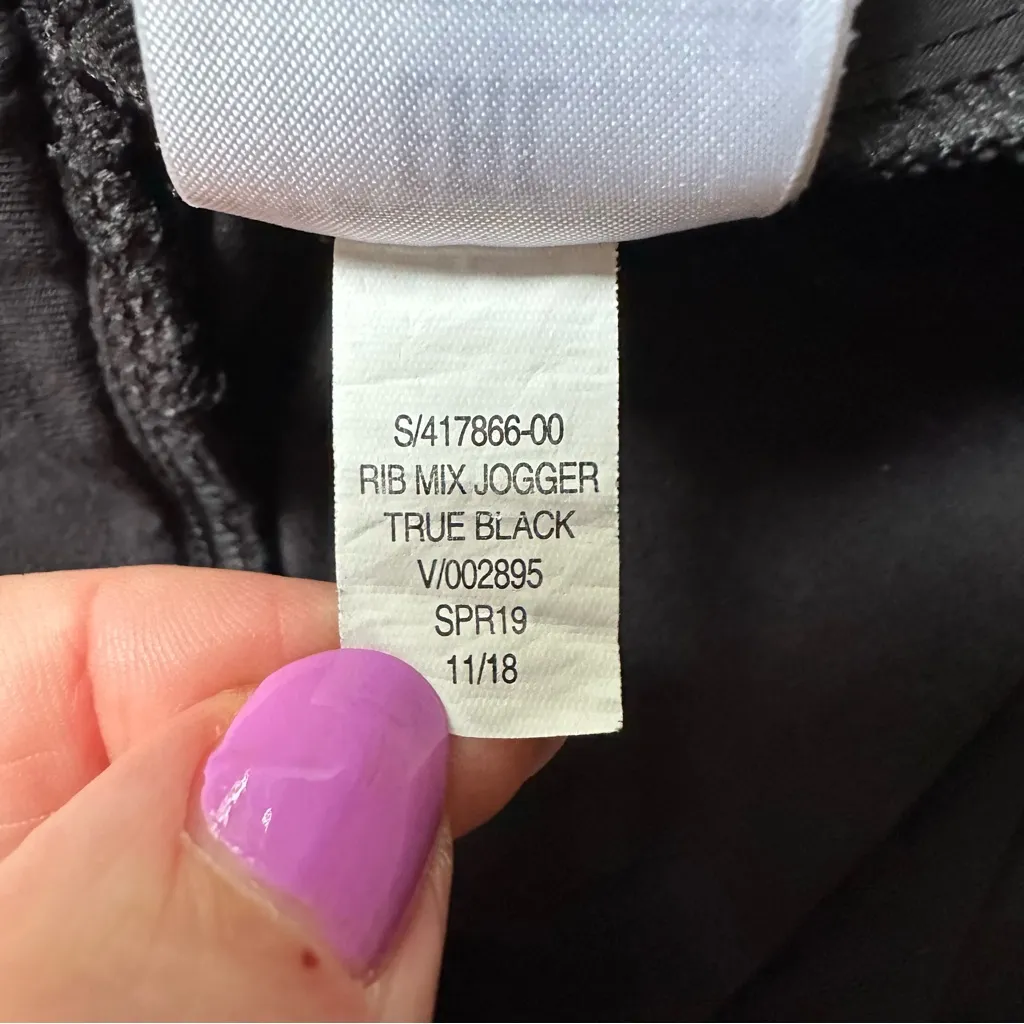 S/417866-00
RIB MIX JOGGER
TRUE BLACK
V/002895
SPR19
11/18